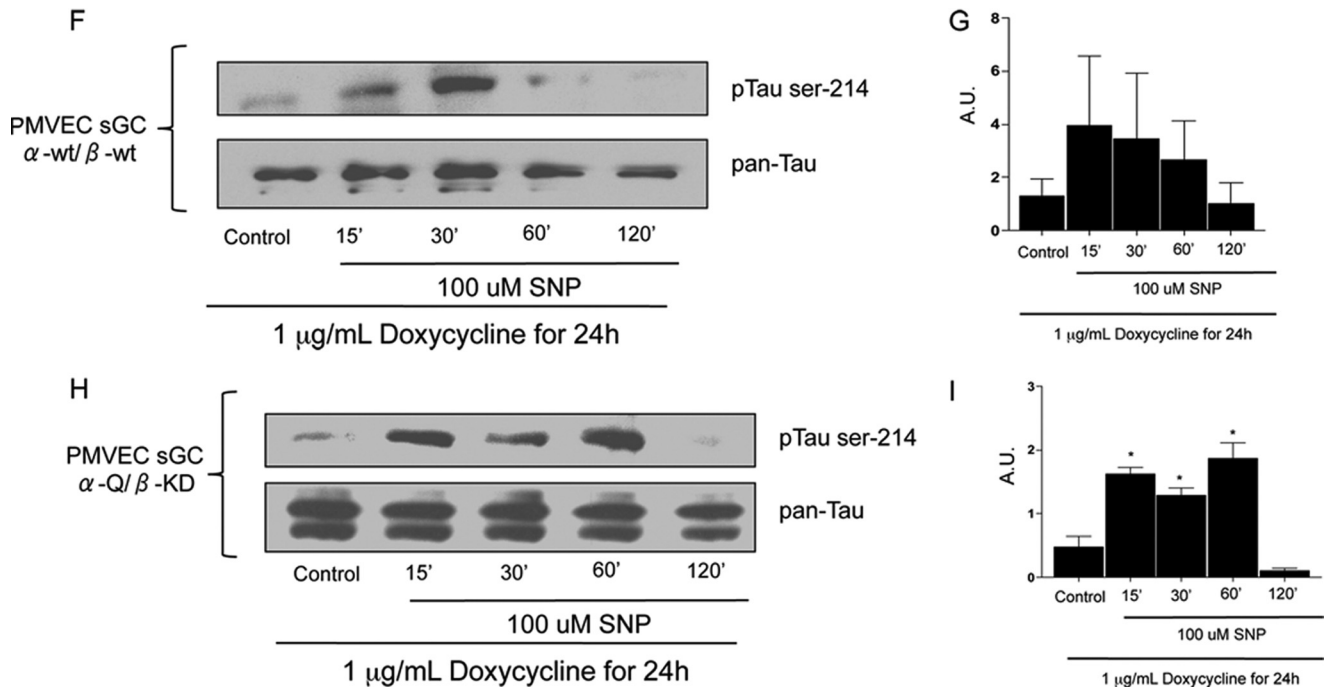 F
PMVEC sGC
α-wt/β-wt
pTau ser-214
pan-Tau
Control 15’ 30’ 60’ 120’
100 uM SNP
1 μg/mL Doxycycline for 24h
G
A.U.
8
6
4
2
0
Control 15’ 30’ 60’ 120’
100 uM SNP
1 μg/mL Doxycycline for 24h
H
PMVEC sGC
α-Q/β-KD
pTau ser-214
pan-Tau
Control 15’ 30’ 60’ 120’
100 uM SNP
1 μg/mL Doxycycline for 24h
I
A.U.
3
2
1
0
* * *
Control 15’ 30’ 60’ 120’
100 uM SNP
1 μg/mL Doxycycline for 24h